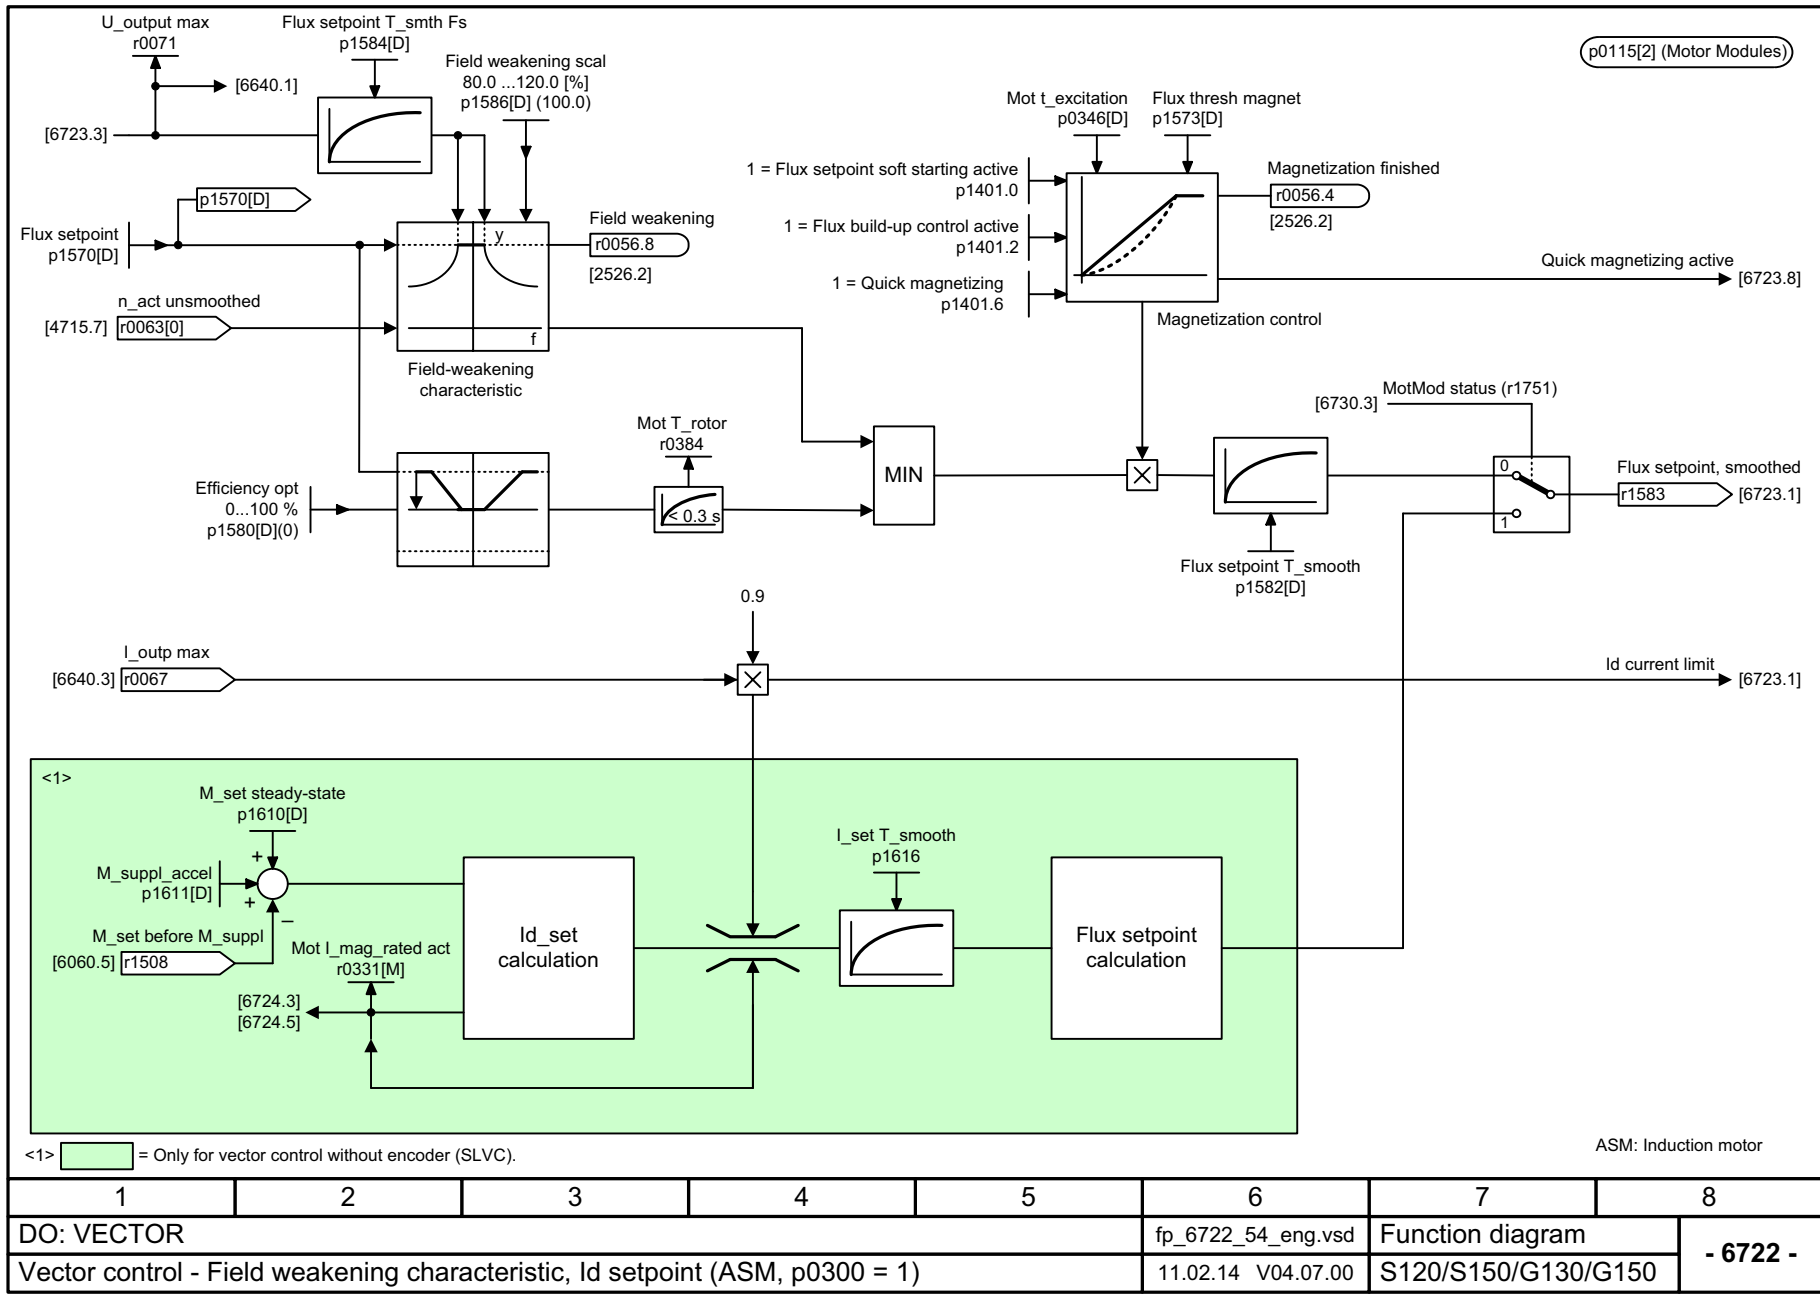 U_output max
r0071
Flux setpoint T_smth Fs
p1584[D]
Field weakening scal
80.0 ...120.0 [%]
p1586[D] (100.0)
p0115[2] (Motor Modules)
[6640.1]
[6723.3]
Mot t_excitation
p0346[D]
Flux thresh magnet
p1573[D]
1 = Flux setpoint soft starting active
p1401.0
Magnetization finished
r0056.4
[2526.2]
p1570[D]
Flux setpoint
p1570[D]
y
Field weakening
r0056.8
[2526.2]
1 = Flux build-up control active
p1401.2
Quick magnetizing active
[6723.8]
1 = Quick magnetizing
p1401.6
n_act unsmoothed
[4715.7]
r0063[0]
f
Magnetization control
Field-weakening
characteristic
MotMod status (r1751)
[6730.3]
Mot T_rotor
r0384
MIN
0
1
Flux setpoint, smoothed
r1583
[6723.1]
Efficiency opt
0...100 %
p1580[D](0)
< 0.3 s
Flux setpoint T_smooth
p1582[D]
0.9
I_outp max
[6640.3]
r0067
Id current limit
[6723.1]
<1>
M_set steady-state
p1610[D]
+
M_suppl_accel
p1611[D]
+
–
M_set before M_suppl
[6060.5]
r1508
Mot I_mag_rated act
r0331[M]
[6724.3]
[6724.5]
Id_set
calculation
I_set T_smooth
p1616
Flux setpoint
calculation
<1>
= Only for vector control without encoder (SLVC).
ASM: Induction motor
1 2 3 4 5 6 7 8
DO: VECTOR
fp_6722_54_eng.vsd
Function diagram
- 6722 -
Vector control - Field weakening characteristic, Id setpoint (ASM, p0300 = 1)
11.02.14 V04.07.00
S120/S150/G130/G150